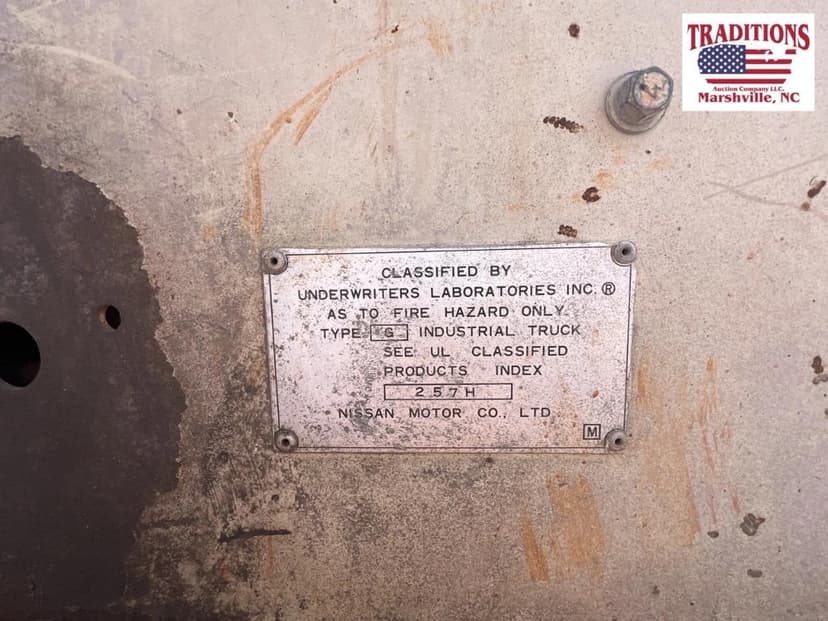 TRADITIONS
Auction Company LLC.
Marshville, NC
CLASSIFIED BY
UNDERWRITERS LABORATORIES INC.®
AS TO FIRE HAZARD ONLY.
TYPE G INDUSTRIAL TRUCK
SEE UL CLASSIFIED
PRODUCTS INDEX
257H
NISSAN MOTOR CO., LTD
M